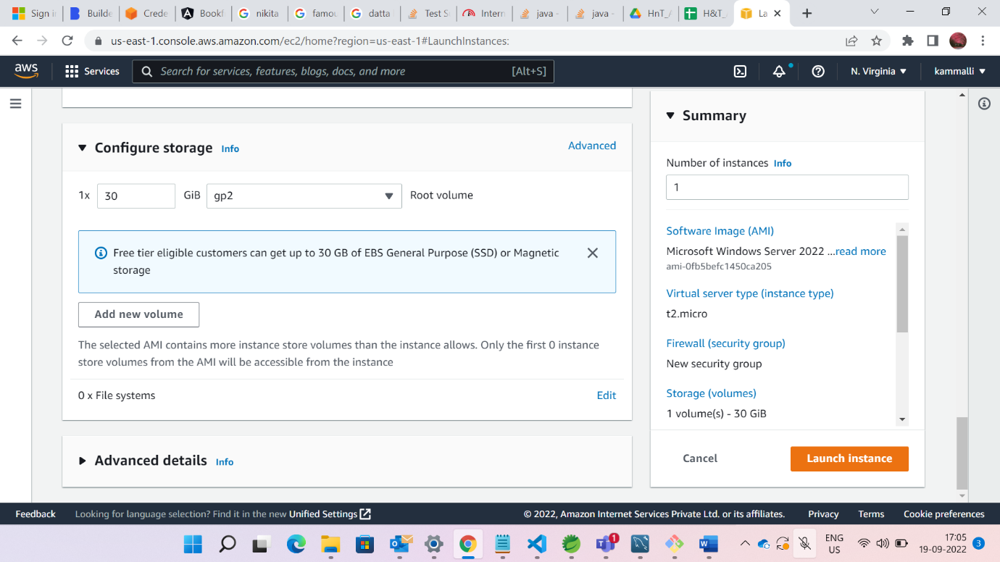 Sign i
Builde
Crede
Bookf
nikita
famou
datta
Test S
Intern
java -
java -
HnT_
H&T_
La
us-east-1.console.aws.amazon.com/ec2/home?region=us-east-1#LaunchInstances:
aws
Services
Search for services, features, blogs, docs, and more
[Alt+S]
N. Virginia
kammalli
Configure storage Info
Advanced
1x 30 GiB gp2 Root volume
Free tier eligible customers can get up to 30 GB of EBS General Purpose (SSD) or Magnetic
storage
Add new volume
The selected AMI contains more instance store volumes than the instance allows. Only the first 0 instance
store volumes from the AMI will be accessible from the instance
0 x File systems
Edit
Advanced details Info
Summary
Number of instances Info
1
Software Image (AMI)
Microsoft Windows Server 2022 ...read more
ami-0fb5befc1450ca205
Virtual server type (instance type)
t2.micro
Firewall (security group)
New security group
Storage (volumes)
1 volume(s) - 30 GiB
Cancel
Launch instance
Feedback
Looking for language selection? Find it in the new Unified Settings
© 2022, Amazon Internet Services Private Ltd. or its affiliates.
Privacy
Terms
Cookie preferences
1
ENG
US
17:05
19-09-2022
3